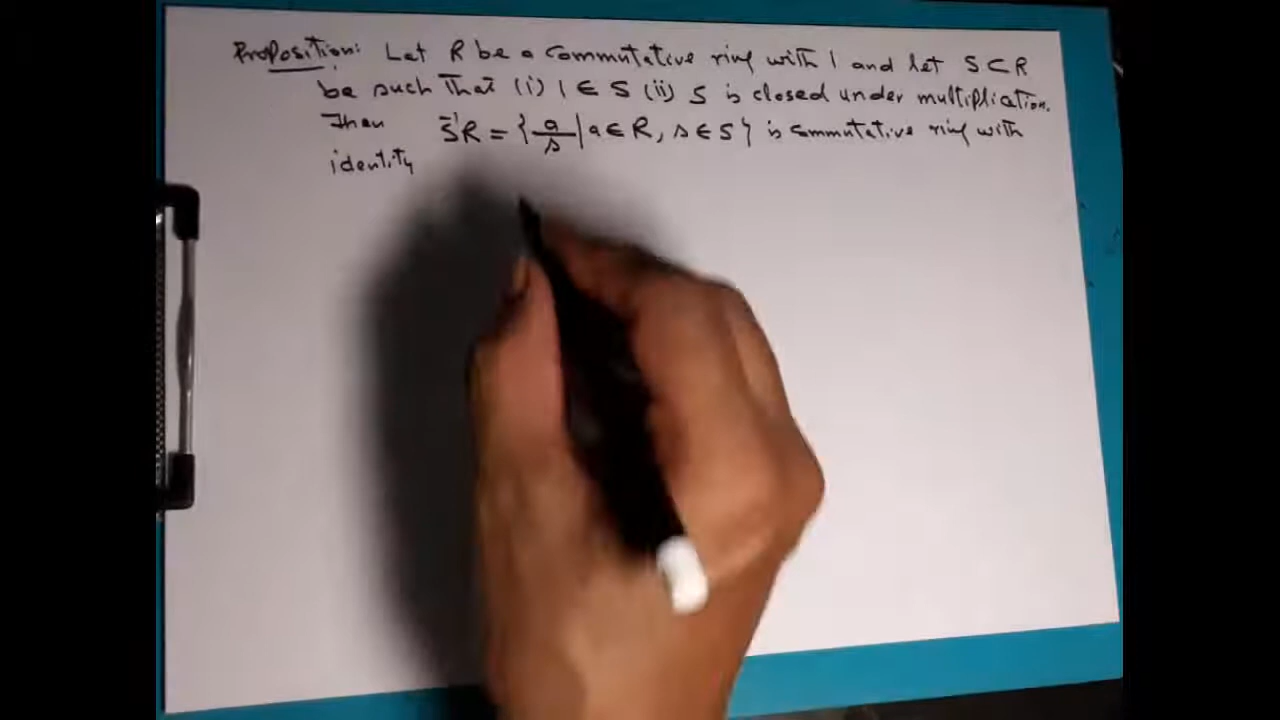 Proposition: Let R be a commutative ring with 1 and let S ⊂ R
be such that (i) 1 ∈ S (ii) S is closed under multipliation.
Then S⁻¹R = { a/s | a ∈ R, s ∈ S } is commutative ring with
identity